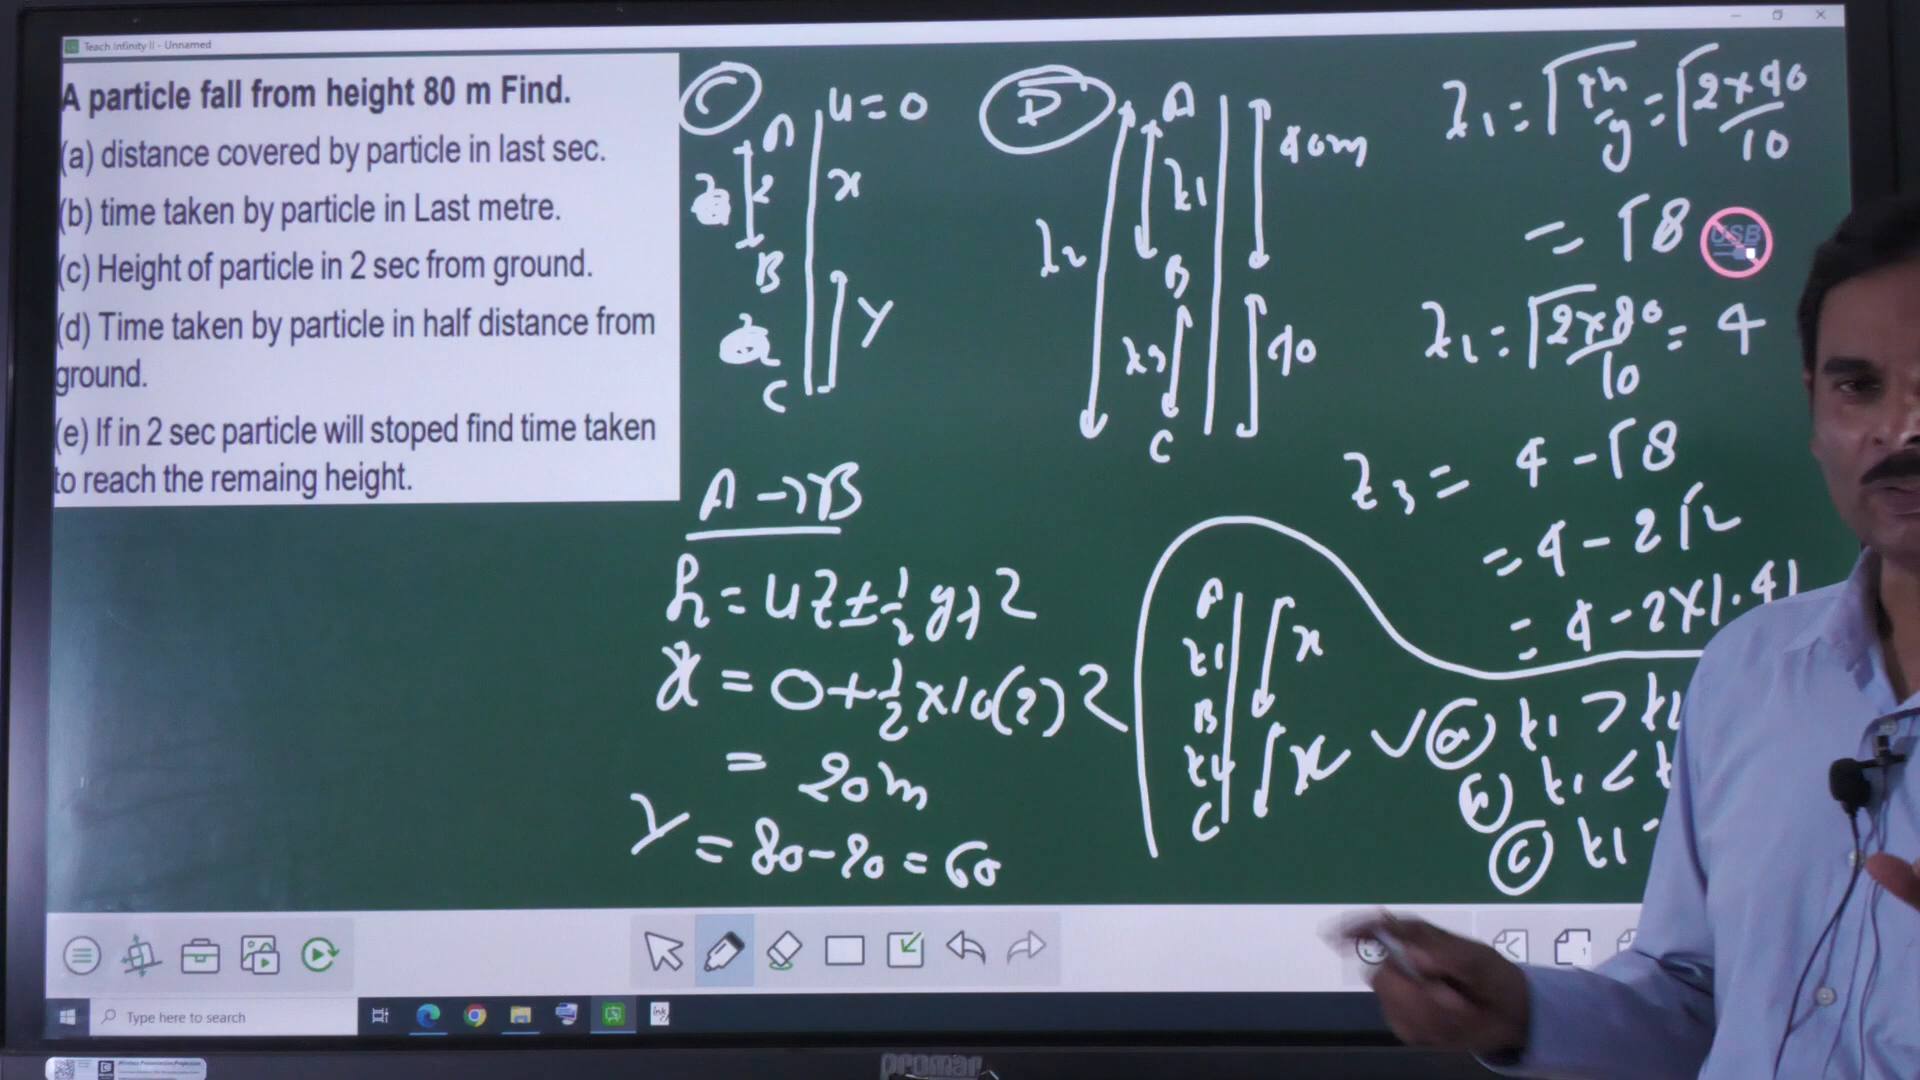 Teach Infinity II - Unnamed
A particle fall from height 80 m Find.
(a) distance covered by particle in last sec.
(b) time taken by particle in Last metre.
(c) Height of particle in 2 sec from ground.
(d) Time taken by particle in half distance from
ground.
(e) If in 2 sec particle will stoped find time taken
to reach the remaing height.
C
A
u=0
2
x
B
y
C
A→B
h = ut ± 1/2 gt2
x = 0+1/2×10(2)2
= 20m
y = 80-20 = 60
D
A
t1
40m
t2
B
t3
40
C
t1 = √2h/g = √2×40/10
= √8
USB
t2 = √2×80/10 = 4
t3 = 4-√8
= 4-2√2
= 4-2×1.41
A
t1
x
B
x
C
(a) t1 > t2
(b) t1 <
(c) t1
Type here to search
promar